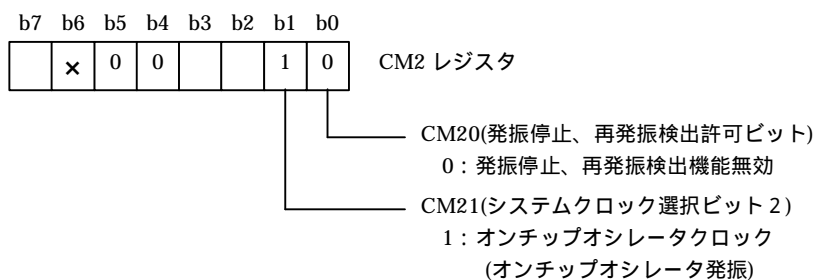 b7 b6 b5 b4 b3 b2 b1 b0
× 0 0 1 0 CM2 レジスタ
CM20(発振停止、再発振検出許可ビット)
0：発振停止、再発振検出機能無効
CM21(システムクロック選択ビット２)
1：オンチップオシレータクロック
(オンチップオシレータ発振)